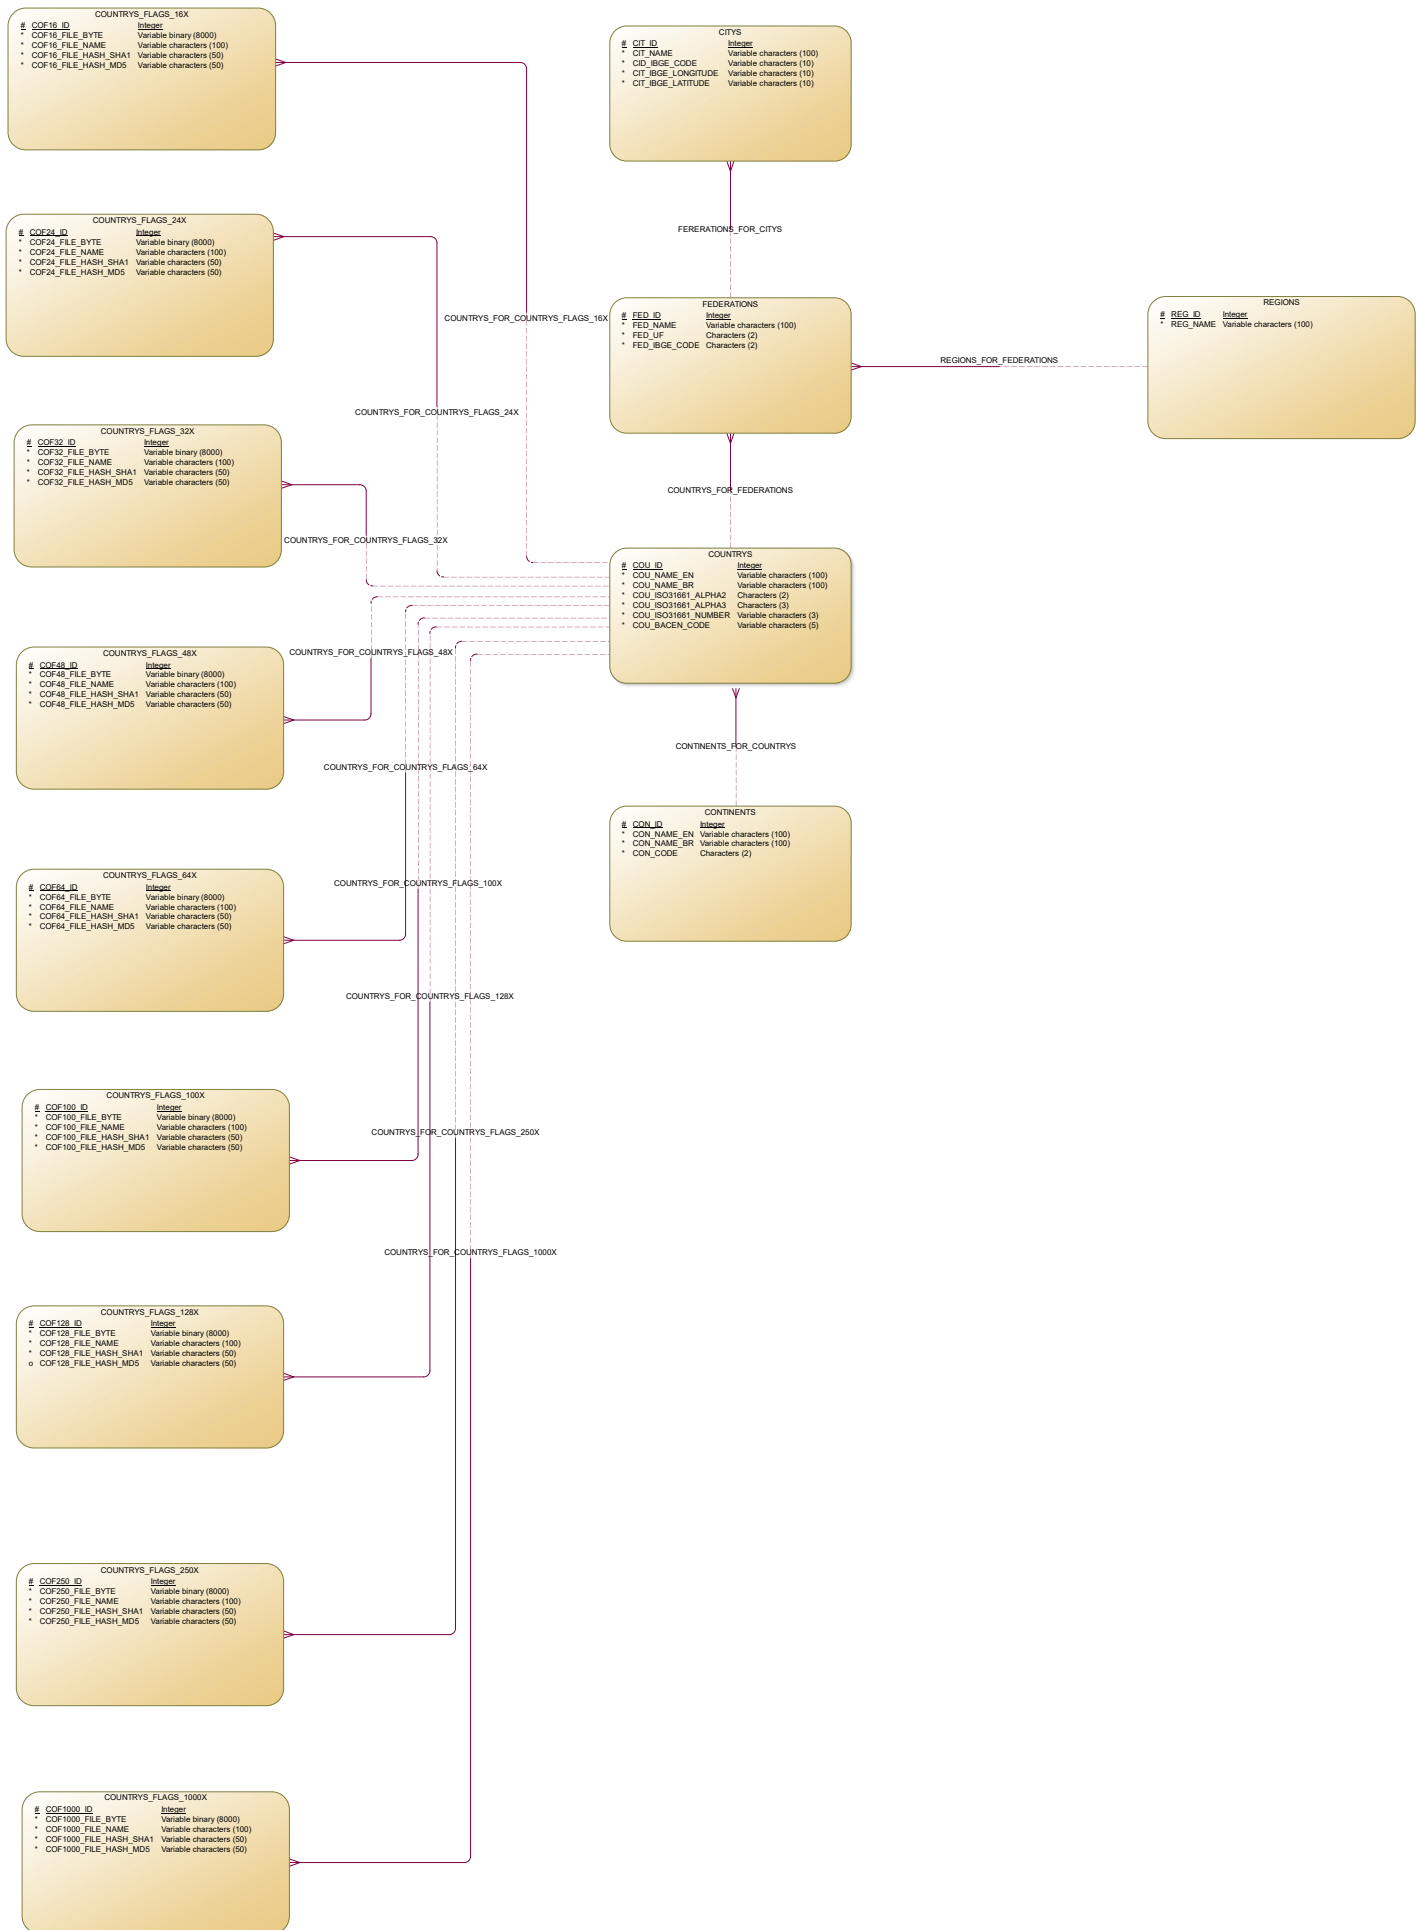 COUNTRYS_FLAGS_16X
# COF16_ID Integer
* COF16_FILE_BYTE Variable binary (8000)
* COF16_FILE_NAME Variable characters (100)
* COF16_FILE_HASH_SHA1 Variable characters (50)
* COF16_FILE_HASH_MD5 Variable characters (50)
CITYS
# CIT_ID Integer
* CIT_NAME Variable characters (100)
* CID_IBGE_CODE Variable characters (10)
* CIT_IBGE_LONGITUDE Variable characters (10)
* CIT_IBGE_LATITUDE Variable characters (10)
COUNTRYS_FLAGS_24X
# COF24_ID Integer
* COF24_FILE_BYTE Variable binary (8000)
* COF24_FILE_NAME Variable characters (100)
* COF24_FILE_HASH_SHA1 Variable characters (50)
* COF24_FILE_HASH_MD5 Variable characters (50)
FERERATIONS_FOR_CITYS
FEDERATIONS
# FED_ID Integer
* FED_NAME Variable characters (100)
* FED_UF Characters (2)
* FED_IBGE_CODE Characters (2)
REGIONS
# REG_ID Integer
* REG_NAME Variable characters (100)
COUNTRYS_FOR_COUNTRYS_FLAGS_16X
REGIONS_FOR_FEDERATIONS
COUNTRYS_FOR_COUNTRYS_FLAGS_24X
COUNTRYS_FLAGS_32X
# COF32_ID Integer
* COF32_FILE_BYTE Variable binary (8000)
* COF32_FILE_NAME Variable characters (100)
* COF32_FILE_HASH_SHA1 Variable characters (50)
* COF32_FILE_HASH_MD5 Variable characters (50)
COUNTRYS_FOR_FEDERATIONS
COUNTRYS_FOR_COUNTRYS_FLAGS_32X
COUNTRYS
# COU_ID Integer
* COU_NAME_EN Variable characters (100)
* COU_NAME_BR Variable characters (100)
* COU_ISO31661_ALPHA2 Characters (2)
* COU_ISO31661_ALPHA3 Characters (3)
* COU_ISO31661_NUMBER Variable characters (3)
* COU_BACEN_CODE Variable characters (5)
COUNTRYS_FOR_COUNTRYS_FLAGS_48X
COUNTRYS_FLAGS_48X
# COF48_ID Integer
* COF48_FILE_BYTE Variable binary (8000)
* COF48_FILE_NAME Variable characters (100)
* COF48_FILE_HASH_SHA1 Variable characters (50)
* COF48_FILE_HASH_MD5 Variable characters (50)
CONTINENTS_FOR_COUNTRYS
COUNTRYS_FOR_COUNTRYS_FLAGS_64X
CONTINENTS
# CON_ID Integer
* CON_NAME_EN Variable characters (100)
* CON_NAME_BR Variable characters (100)
* CON_CODE Characters (2)
COUNTRYS_FLAGS_64X
# COF64_ID Integer
* COF64_FILE_BYTE Variable binary (8000)
* COF64_FILE_NAME Variable characters (100)
* COF64_FILE_HASH_SHA1 Variable characters (50)
* COF64_FILE_HASH_MD5 Variable characters (50)
COUNTRYS_FOR_COUNTRYS_FLAGS_100X
COUNTRYS_FOR_COUNTRYS_FLAGS_128X
COUNTRYS_FLAGS_100X
# COF100_ID Integer
* COF100_FILE_BYTE Variable binary (8000)
* COF100_FILE_NAME Variable characters (100)
* COF100_FILE_HASH_SHA1 Variable characters (50)
* COF100_FILE_HASH_MD5 Variable characters (50)
COUNTRYS_FOR_COUNTRYS_FLAGS_250X
COUNTRYS_FOR_COUNTRYS_FLAGS_1000X
COUNTRYS_FLAGS_128X
# COF128_ID Integer
* COF128_FILE_BYTE Variable binary (8000)
* COF128_FILE_NAME Variable characters (100)
* COF128_FILE_HASH_SHA1 Variable characters (50)
o COF128_FILE_HASH_MD5 Variable characters (50)
COUNTRYS_FLAGS_250X
# COF250_ID Integer
* COF250_FILE_BYTE Variable binary (8000)
* COF250_FILE_NAME Variable characters (100)
* COF250_FILE_HASH_SHA1 Variable characters (50)
* COF250_FILE_HASH_MD5 Variable characters (50)
COUNTRYS_FLAGS_1000X
# COF1000_ID Integer
* COF1000_FILE_BYTE Variable binary (8000)
* COF1000_FILE_NAME Variable characters (100)
* COF1000_FILE_HASH_SHA1 Variable characters (50)
* COF1000_FILE_HASH_MD5 Variable characters (50)